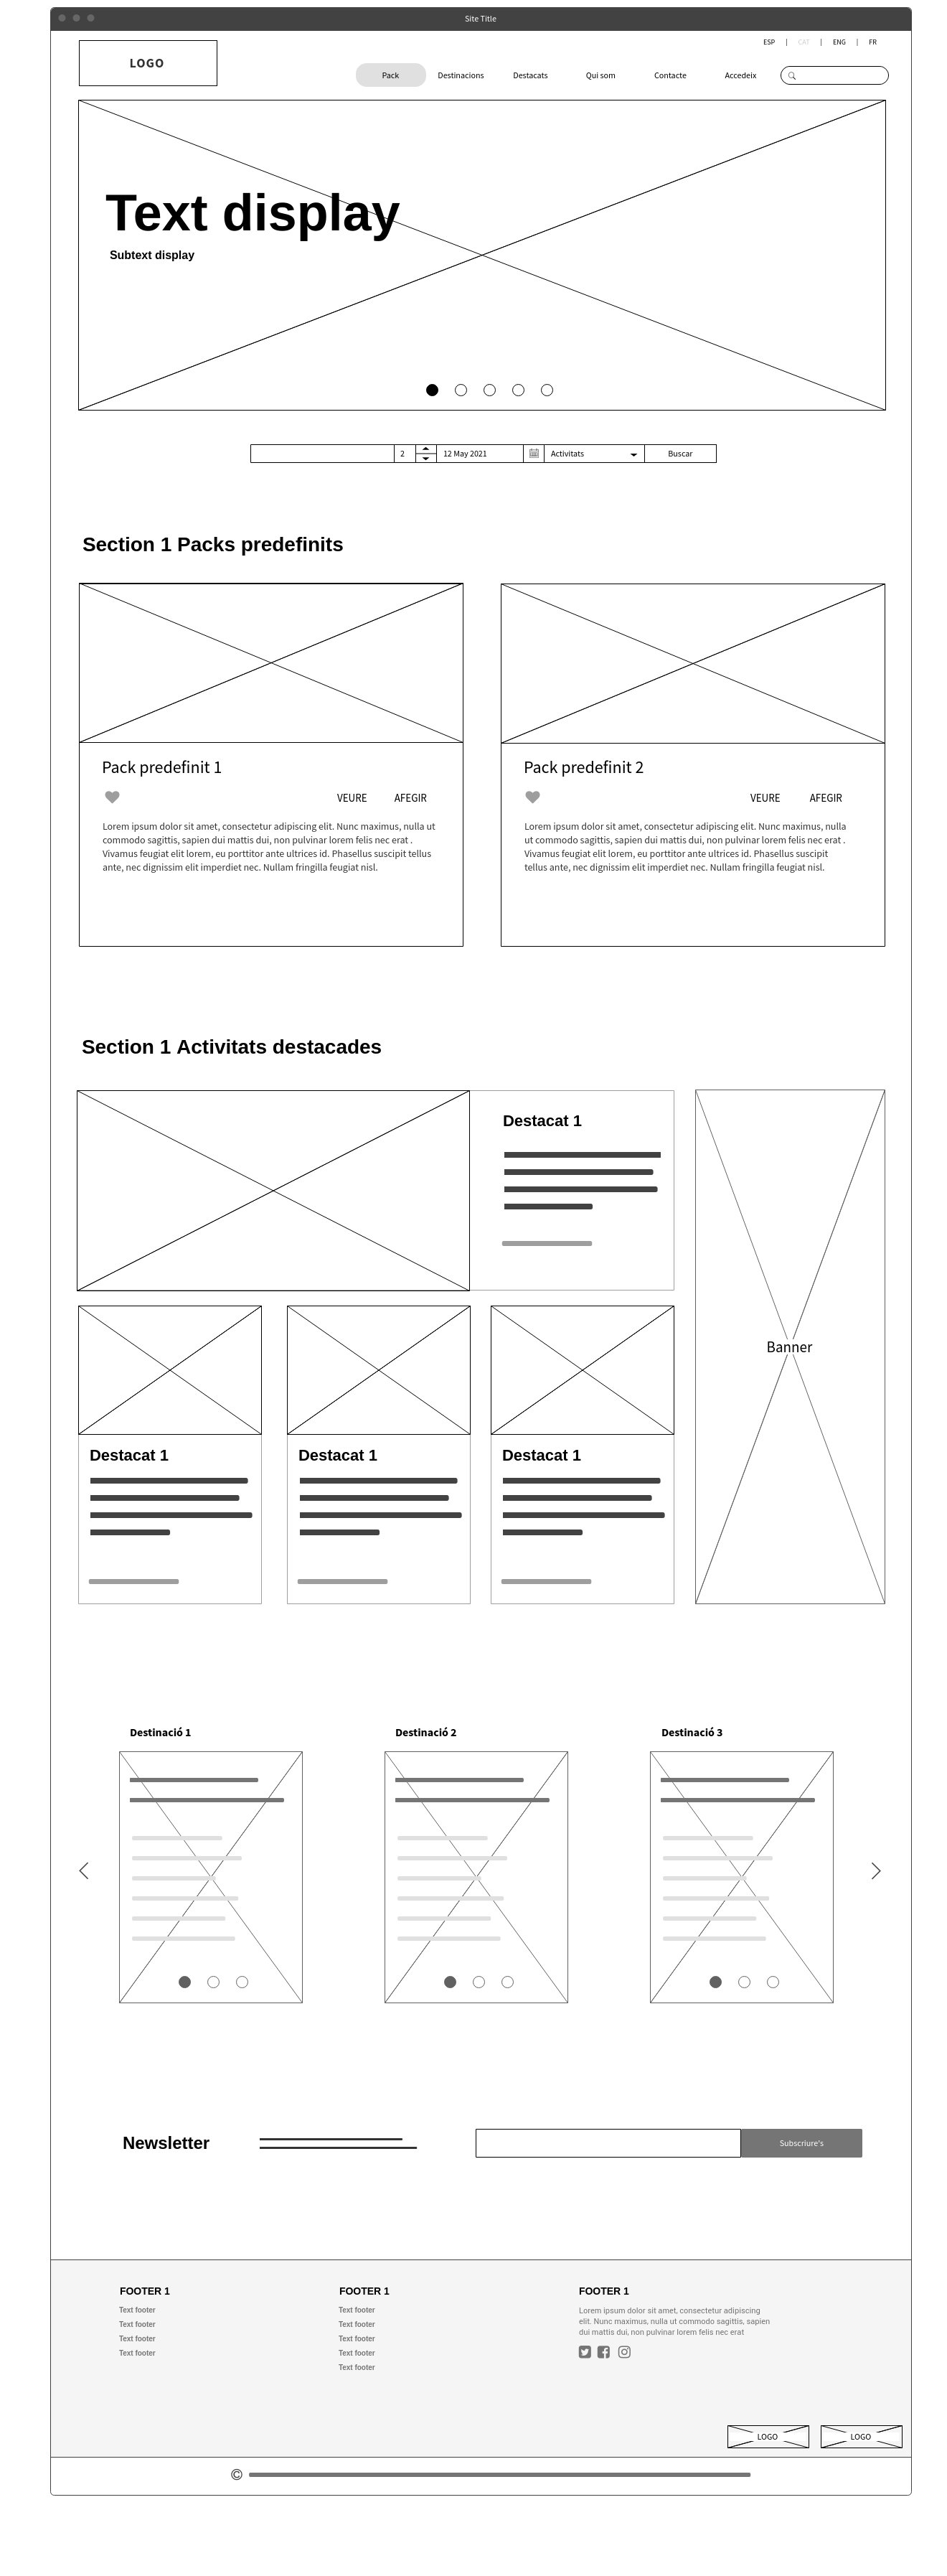 Site Title
LOGO
ESP | CAT | ENG | FR
Pack Destinacions Destacats Qui som Contacte Accedeix
Text display
Subtext display
2 12 May 2021 Activitats Buscar
Section 1 Packs predefinits
Pack predefinit 1
VEURE AFEGIR
Lorem ipsum dolor sit amet, consectetur adipiscing elit. Nunc maximus, nulla ut
commodo sagittis, sapien dui mattis dui, non pulvinar lorem felis nec erat .
Vivamus feugiat elit lorem, eu porttitor ante ultrices id. Phasellus suscipit tellus
ante, nec dignissim elit imperdiet nec. Nullam fringilla feugiat nisl.
Pack predefinit 2
VEURE AFEGIR
Lorem ipsum dolor sit amet, consectetur adipiscing elit. Nunc maximus, nulla
ut commodo sagittis, sapien dui mattis dui, non pulvinar lorem felis nec erat .
Vivamus feugiat elit lorem, eu porttitor ante ultrices id. Phasellus suscipit
tellus ante, nec dignissim elit imperdiet nec. Nullam fringilla feugiat nisl.
Section 1 Activitats destacades
Destacat 1
Banner
Destacat 1
Destacat 1
Destacat 1
Destinació 1
Destinació 2
Destinació 3
Newsletter
Subscriure's
FOOTER 1
Text footer
Text footer
Text footer
Text footer
FOOTER 1
Text footer
Text footer
Text footer
Text footer
Text footer
FOOTER 1
Lorem ipsum dolor sit amet, consectetur adipiscing
elit. Nunc maximus, nulla ut commodo sagittis, sapien
dui mattis dui, non pulvinar lorem felis nec erat
LOGO
LOGO
©